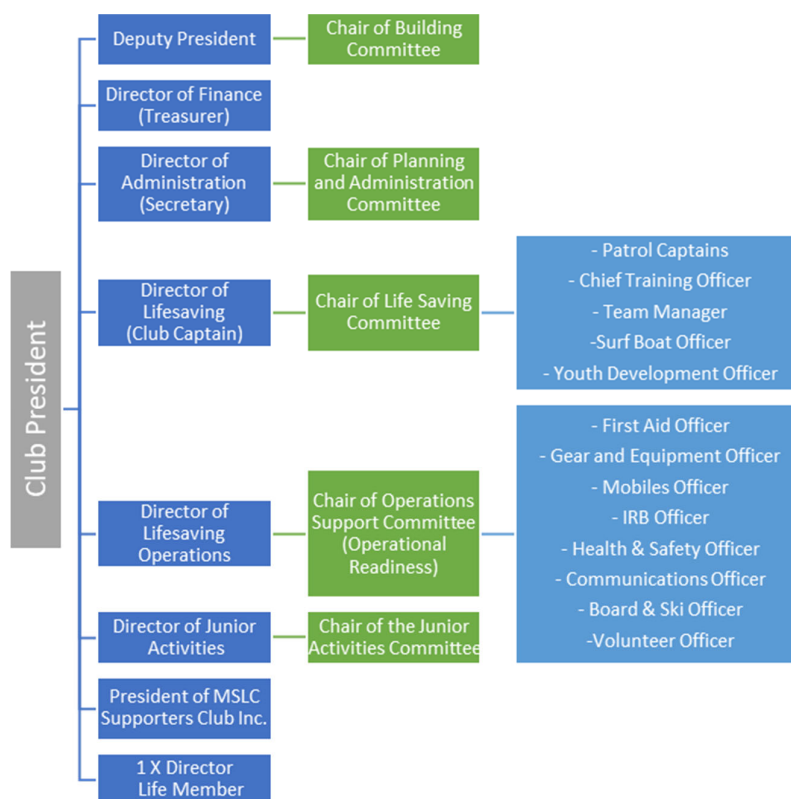 Club President
Deputy President
Chair of Building
Committee
Director of Finance
(Treasurer)
Director of
Administration
(Secretary)
Chair of Planning
and Administration
Committee
Director of
Lifesaving
(Club Captain)
Chair of Life Saving
Committee
- Patrol Captains
- Chief Training Officer
- Team Manager
-Surf Boat Officer
- Youth Development Officer
Director of
Lifesaving
Operations
Chair of Operations
Support Committee
(Operational
Readiness)
- First Aid Officer
- Gear and Equipment Officer
- Mobiles Officer
- IRB Officer
- Health & Safety Officer
- Communications Officer
- Board & Ski Officer
-Volunteer Officer
Director of Junior
Activities
Chair of the Junior
Activities Committee
President of MSLC
Supporters Club Inc.
1 X Director
Life Member